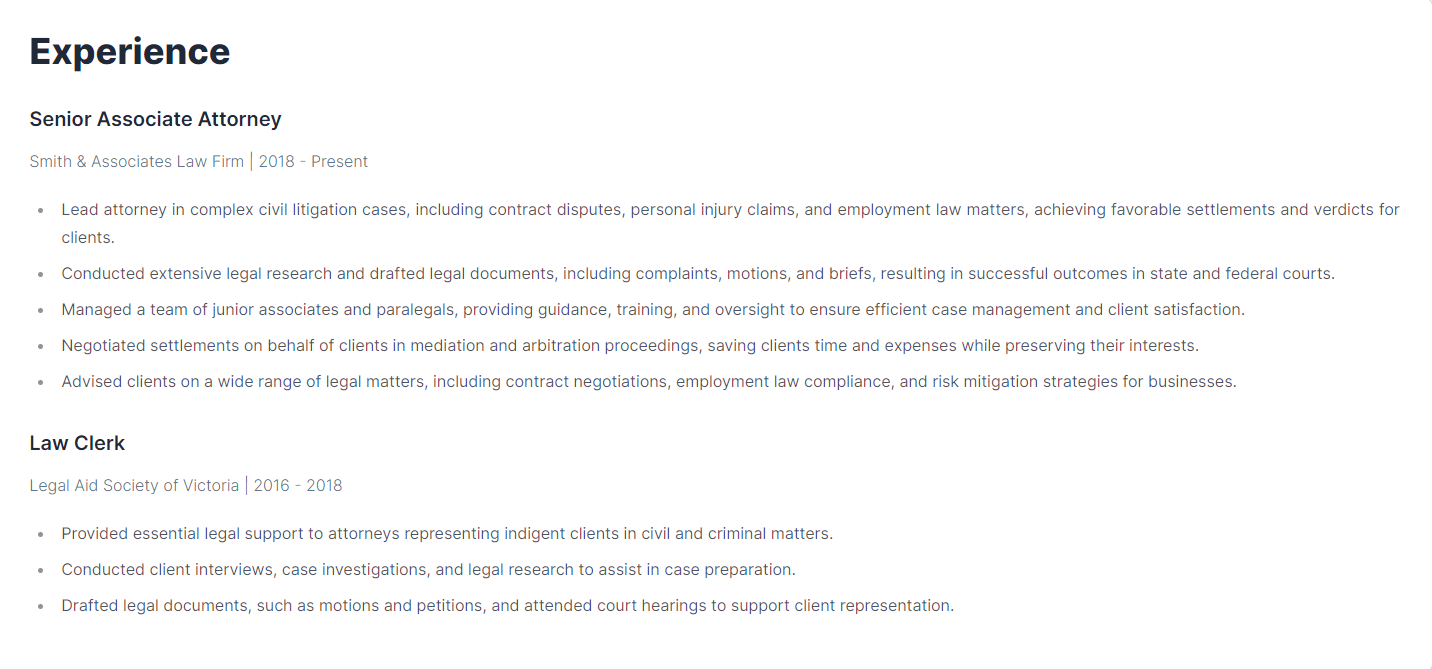 Experience
Senior Associate Attorney
Smith & Associates Law Firm | 2018 - Present
• Lead attorney in complex civil litigation cases, including contract disputes, personal injury claims, and employment law matters, achieving favorable settlements and verdicts for
clients.
• Conducted extensive legal research and drafted legal documents, including complaints, motions, and briefs, resulting in successful outcomes in state and federal courts.
• Managed a team of junior associates and paralegals, providing guidance, training, and oversight to ensure efficient case management and client satisfaction.
• Negotiated settlements on behalf of clients in mediation and arbitration proceedings, saving clients time and expenses while preserving their interests.
• Advised clients on a wide range of legal matters, including contract negotiations, employment law compliance, and risk mitigation strategies for businesses.
Law Clerk
Legal Aid Society of Victoria | 2016 - 2018
• Provided essential legal support to attorneys representing indigent clients in civil and criminal matters.
• Conducted client interviews, case investigations, and legal research to assist in case preparation.
• Drafted legal documents, such as motions and petitions, and attended court hearings to support client representation.